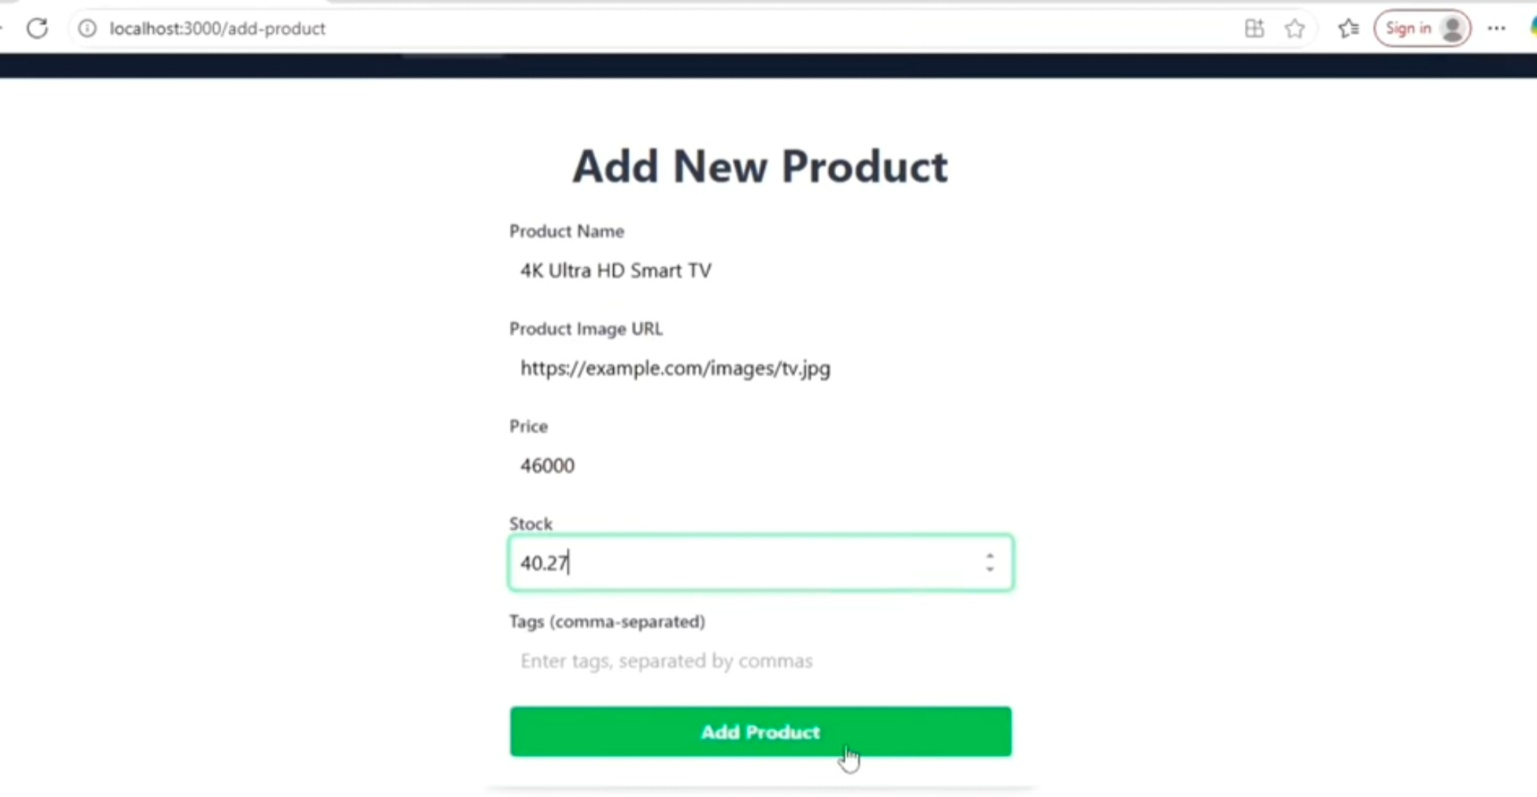 localhost:3000/add-product
Sign in
Add New Product
Product Name
4K Ultra HD Smart TV
Product Image URL
https://example.com/images/tv.jpg
Price
46000
Stock
40.27
Tags (comma-separated)
Enter tags, separated by commas
Add Product